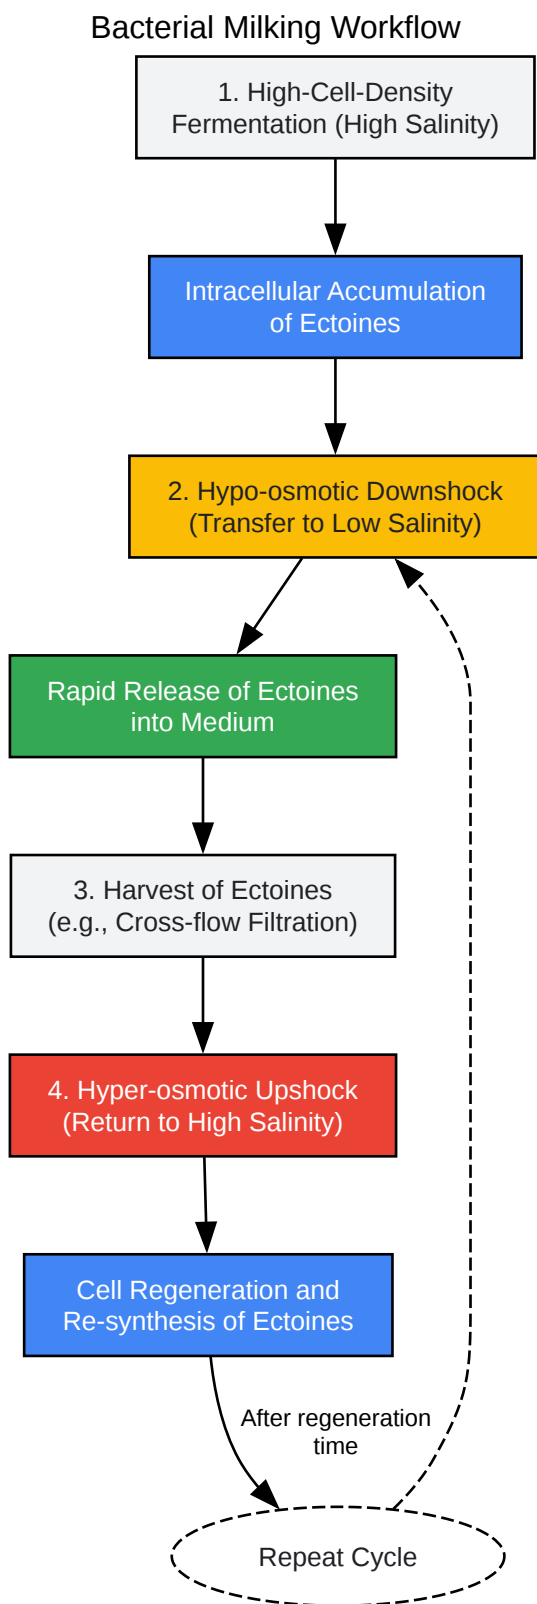 Bacterial Milking Workflow
1. High-Cell-Density
Fermentation (High Salinity)
Intracellular Accumulation
of Ectoines
2. Hypo-osmotic Downshock
(Transfer to Low Salinity)
Rapid Release of Ectoines
into Medium
3. Harvest of Ectoines
(e.g., Cross-flow Filtration)
4. Hyper-osmotic Upshock
(Return to High Salinity)
Cell Regeneration and
Re-synthesis of Ectoines
After regeneration
time
Repeat Cycle